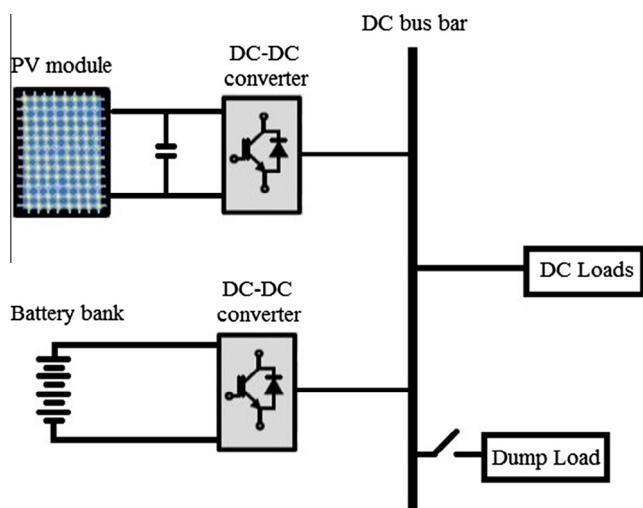 DC bus bar
PV module
DC-DC
converter
DC Loads
Battery bank
DC-DC
converter
Dump Load